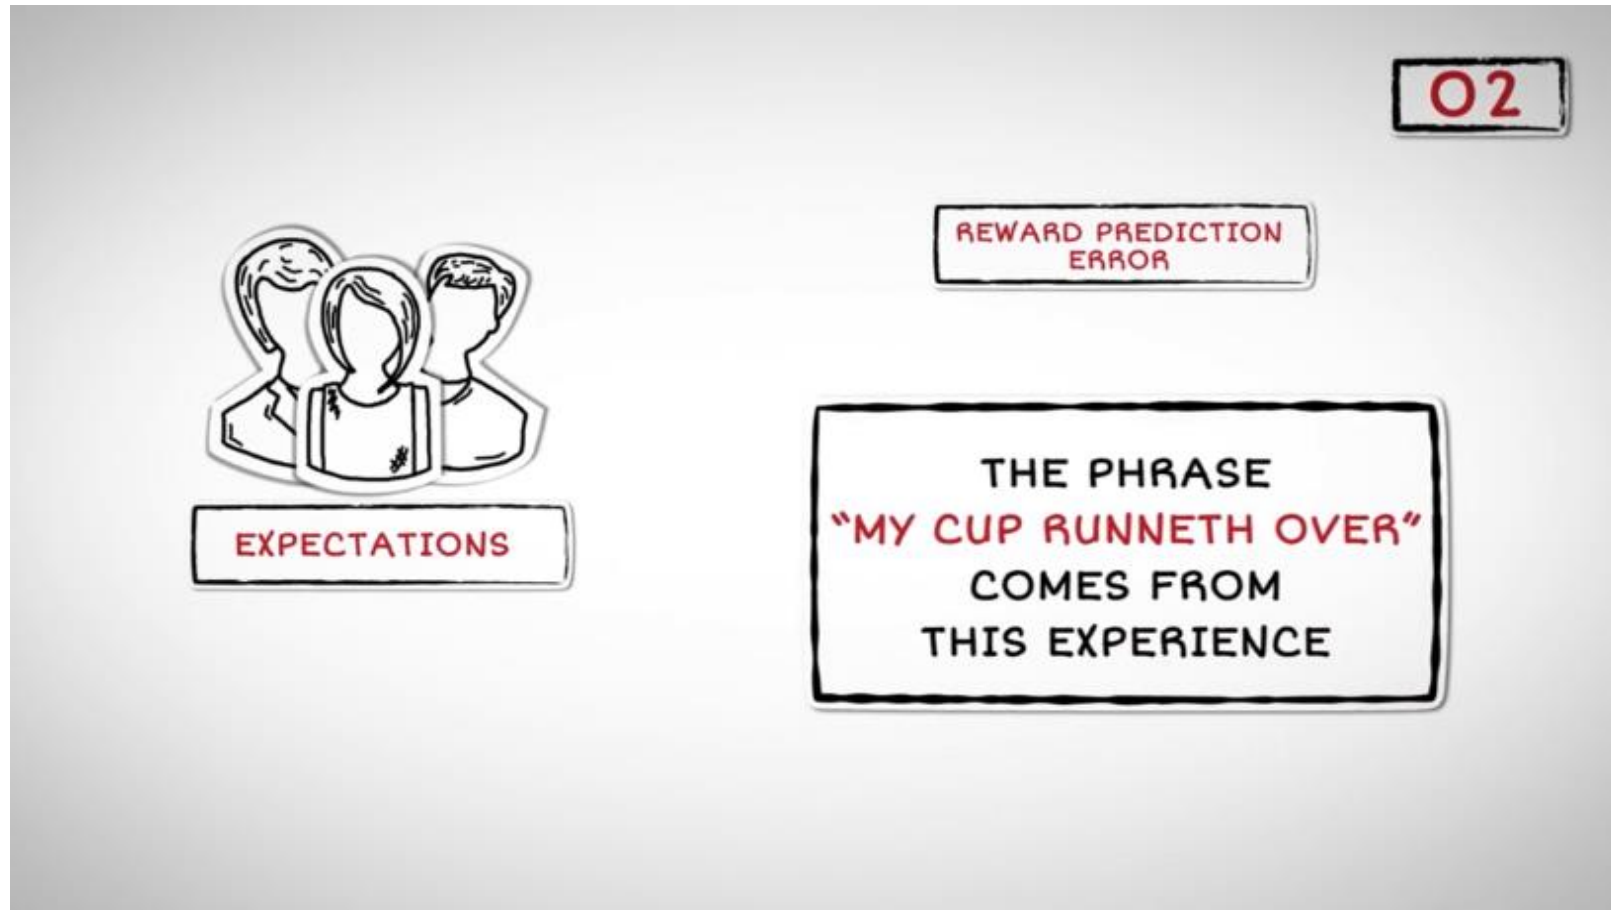 02
REWARD PREDICTION
ERROR
EXPECTATIONS
THE PHRASE
“MY CUP RUNNETH OVER”
COMES FROM
THIS EXPERIENCE